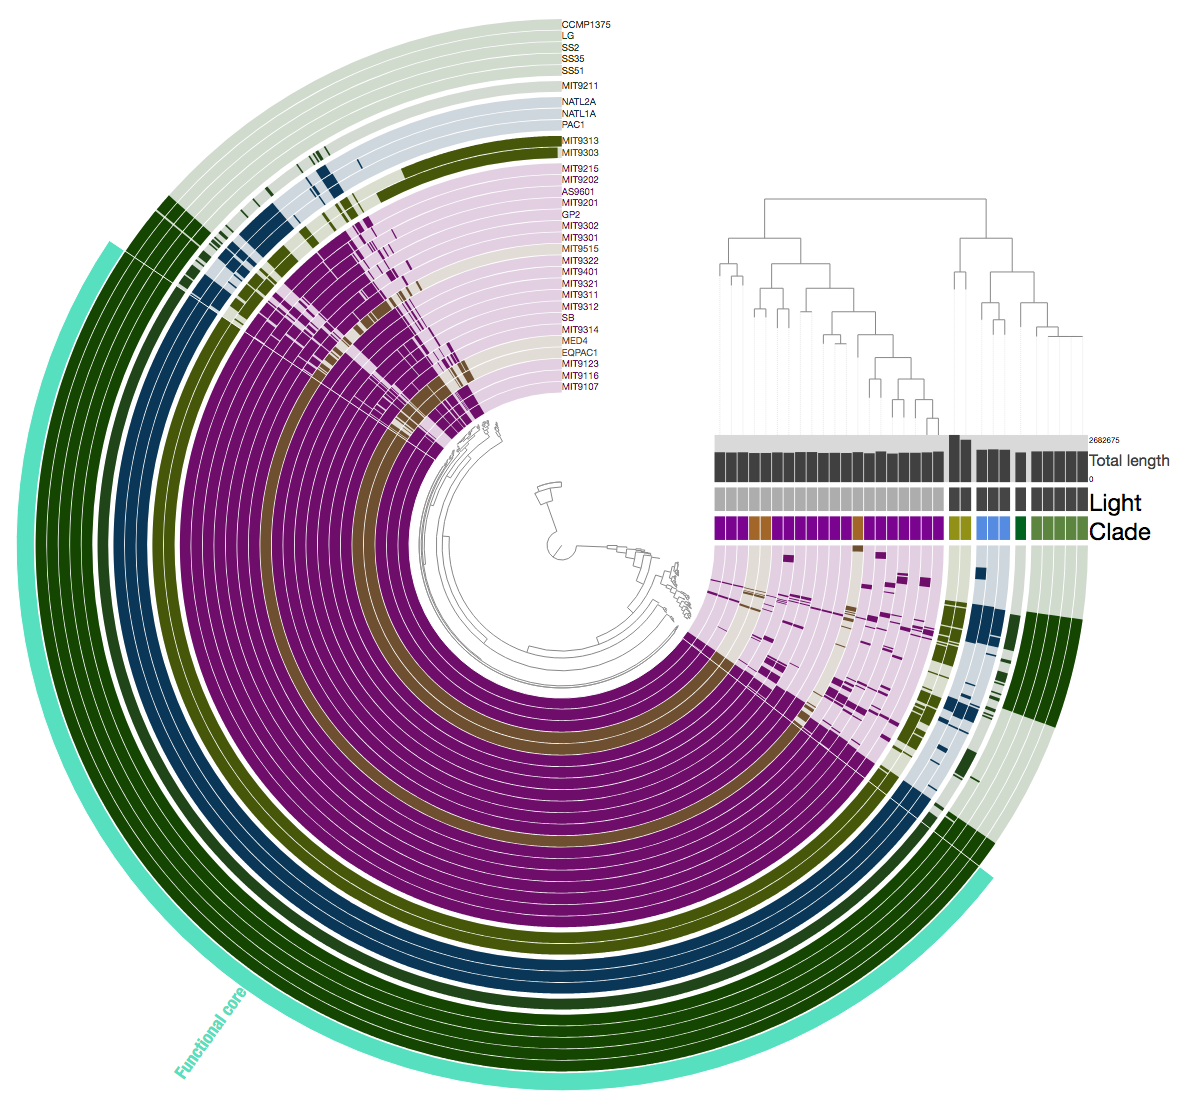 CCMP1375
LG
SS2
SS35
SS51
MIT9211
NATL2A
NATL1A
PAC1
MIT9313
MIT9303
MIT9215
MIT9202
AS9601
MIT9201
GP2
MIT9302
MIT9301
MIT9515
MIT9322
MIT9401
MIT9321
MIT9311
MIT9312
SB
MIT9314
MED4
EQPAC1
MIT9123
MIT9116
MIT9107
2682675
Total length
0
Light
Clade
Functional core